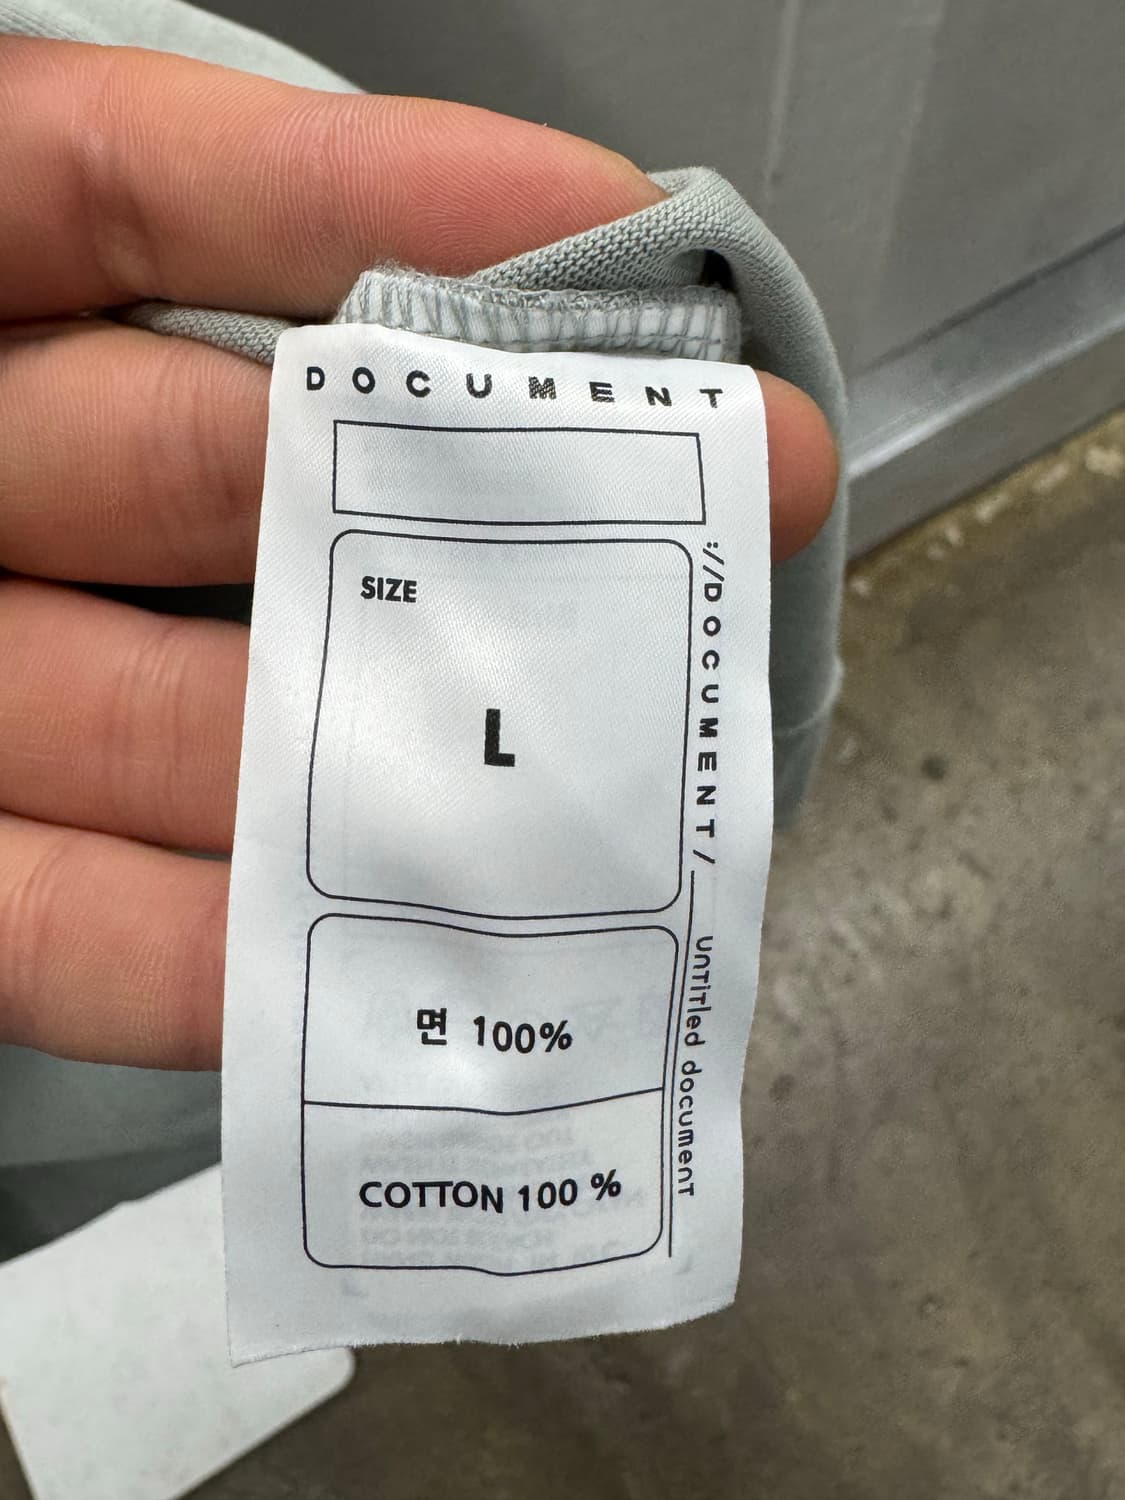 DOCUMENT
SIZE
L
면 100%
COTTON 100 %
://DOCUMENT/
untitled document